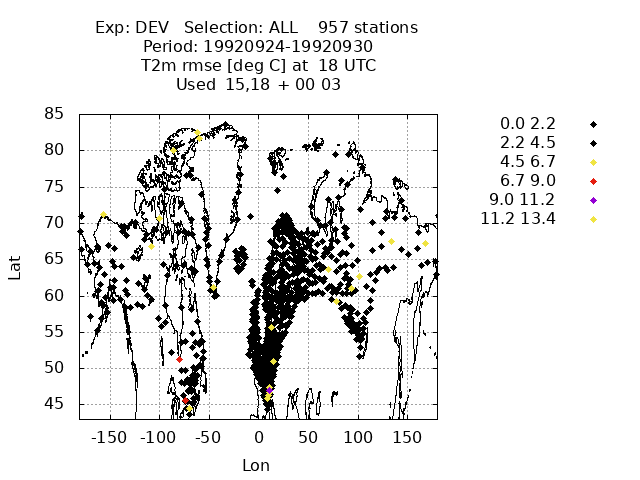 Exp: DEV   Selection: ALL    957 stations
Period: 19920924-19920930
T2m rmse [deg C] at  18 UTC
Used  15,18  + 00 03
85
80
75
70
65
60
55
50
45
Lat
-150 -100 -50 0 50 100 150
Lon
0.0 2.2
2.2 4.5
4.5 6.7
6.7 9.0
9.0 11.2
11.2 13.4